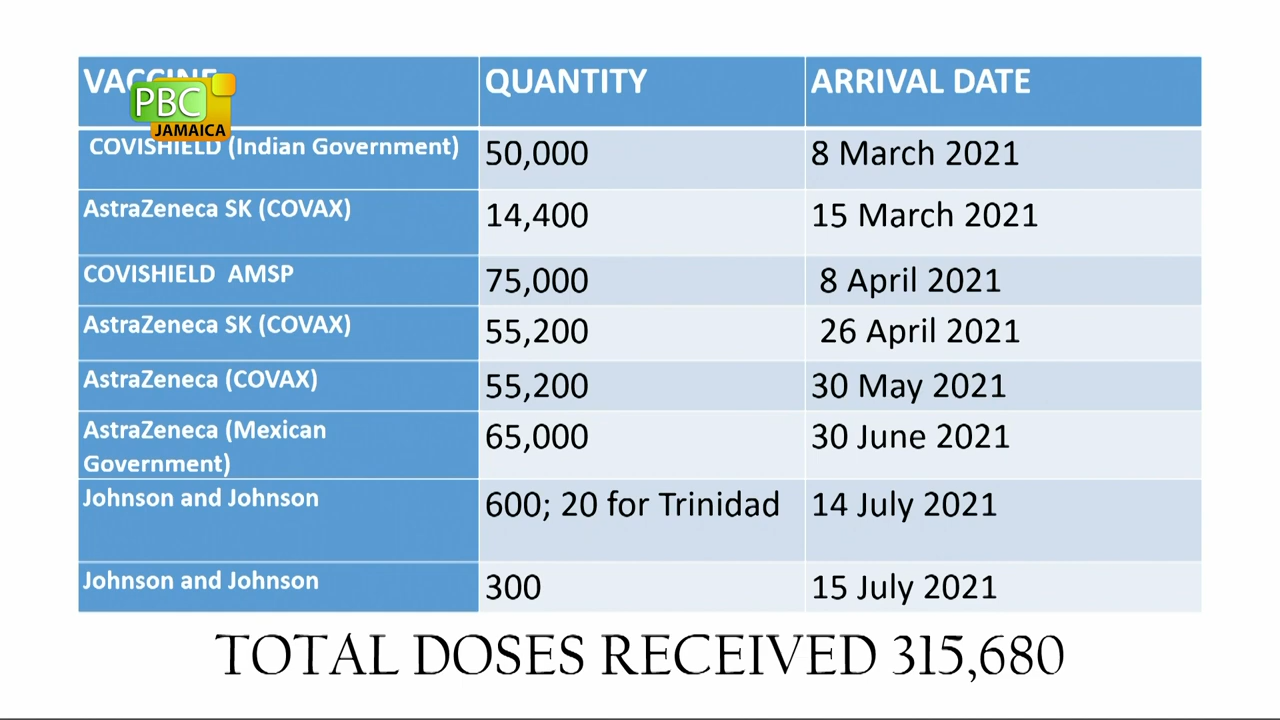 VACCINE QUANTITY ARRIVAL DATE
PBC
JAMAICA
COVISHIELD (Indian Government) 50,000 8 March 2021
AstraZeneca SK (COVAX) 14,400 15 March 2021
COVISHIELD AMSP 75,000 8 April 2021
AstraZeneca SK (COVAX) 55,200 26 April 2021
AstraZeneca (COVAX) 55,200 30 May 2021
AstraZeneca (Mexican
Government) 65,000 30 June 2021
Johnson and Johnson 600; 20 for Trinidad 14 July 2021
Johnson and Johnson 300 15 July 2021
TOTAL DOSES RECEIVED 315,680